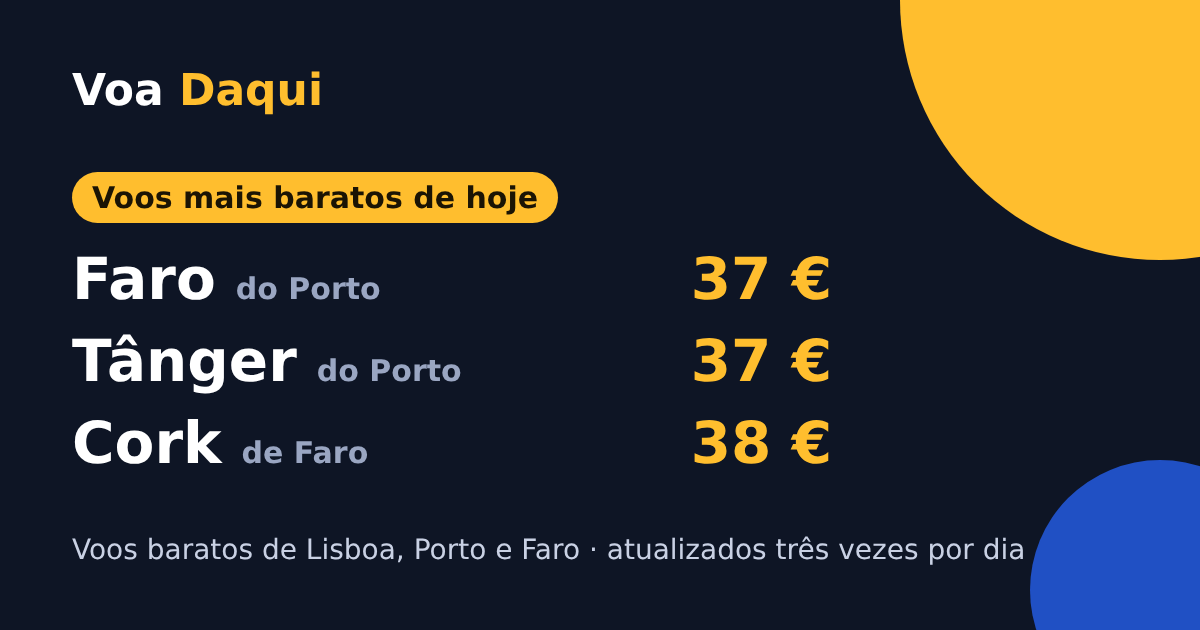 Voa Daqui
Voos mais baratos de hoje
Faro do Porto 37 €
Tânger do Porto 37 €
Cork de Faro 38 €
Voos baratos de Lisboa, Porto e Faro · atualizados três vezes por dia